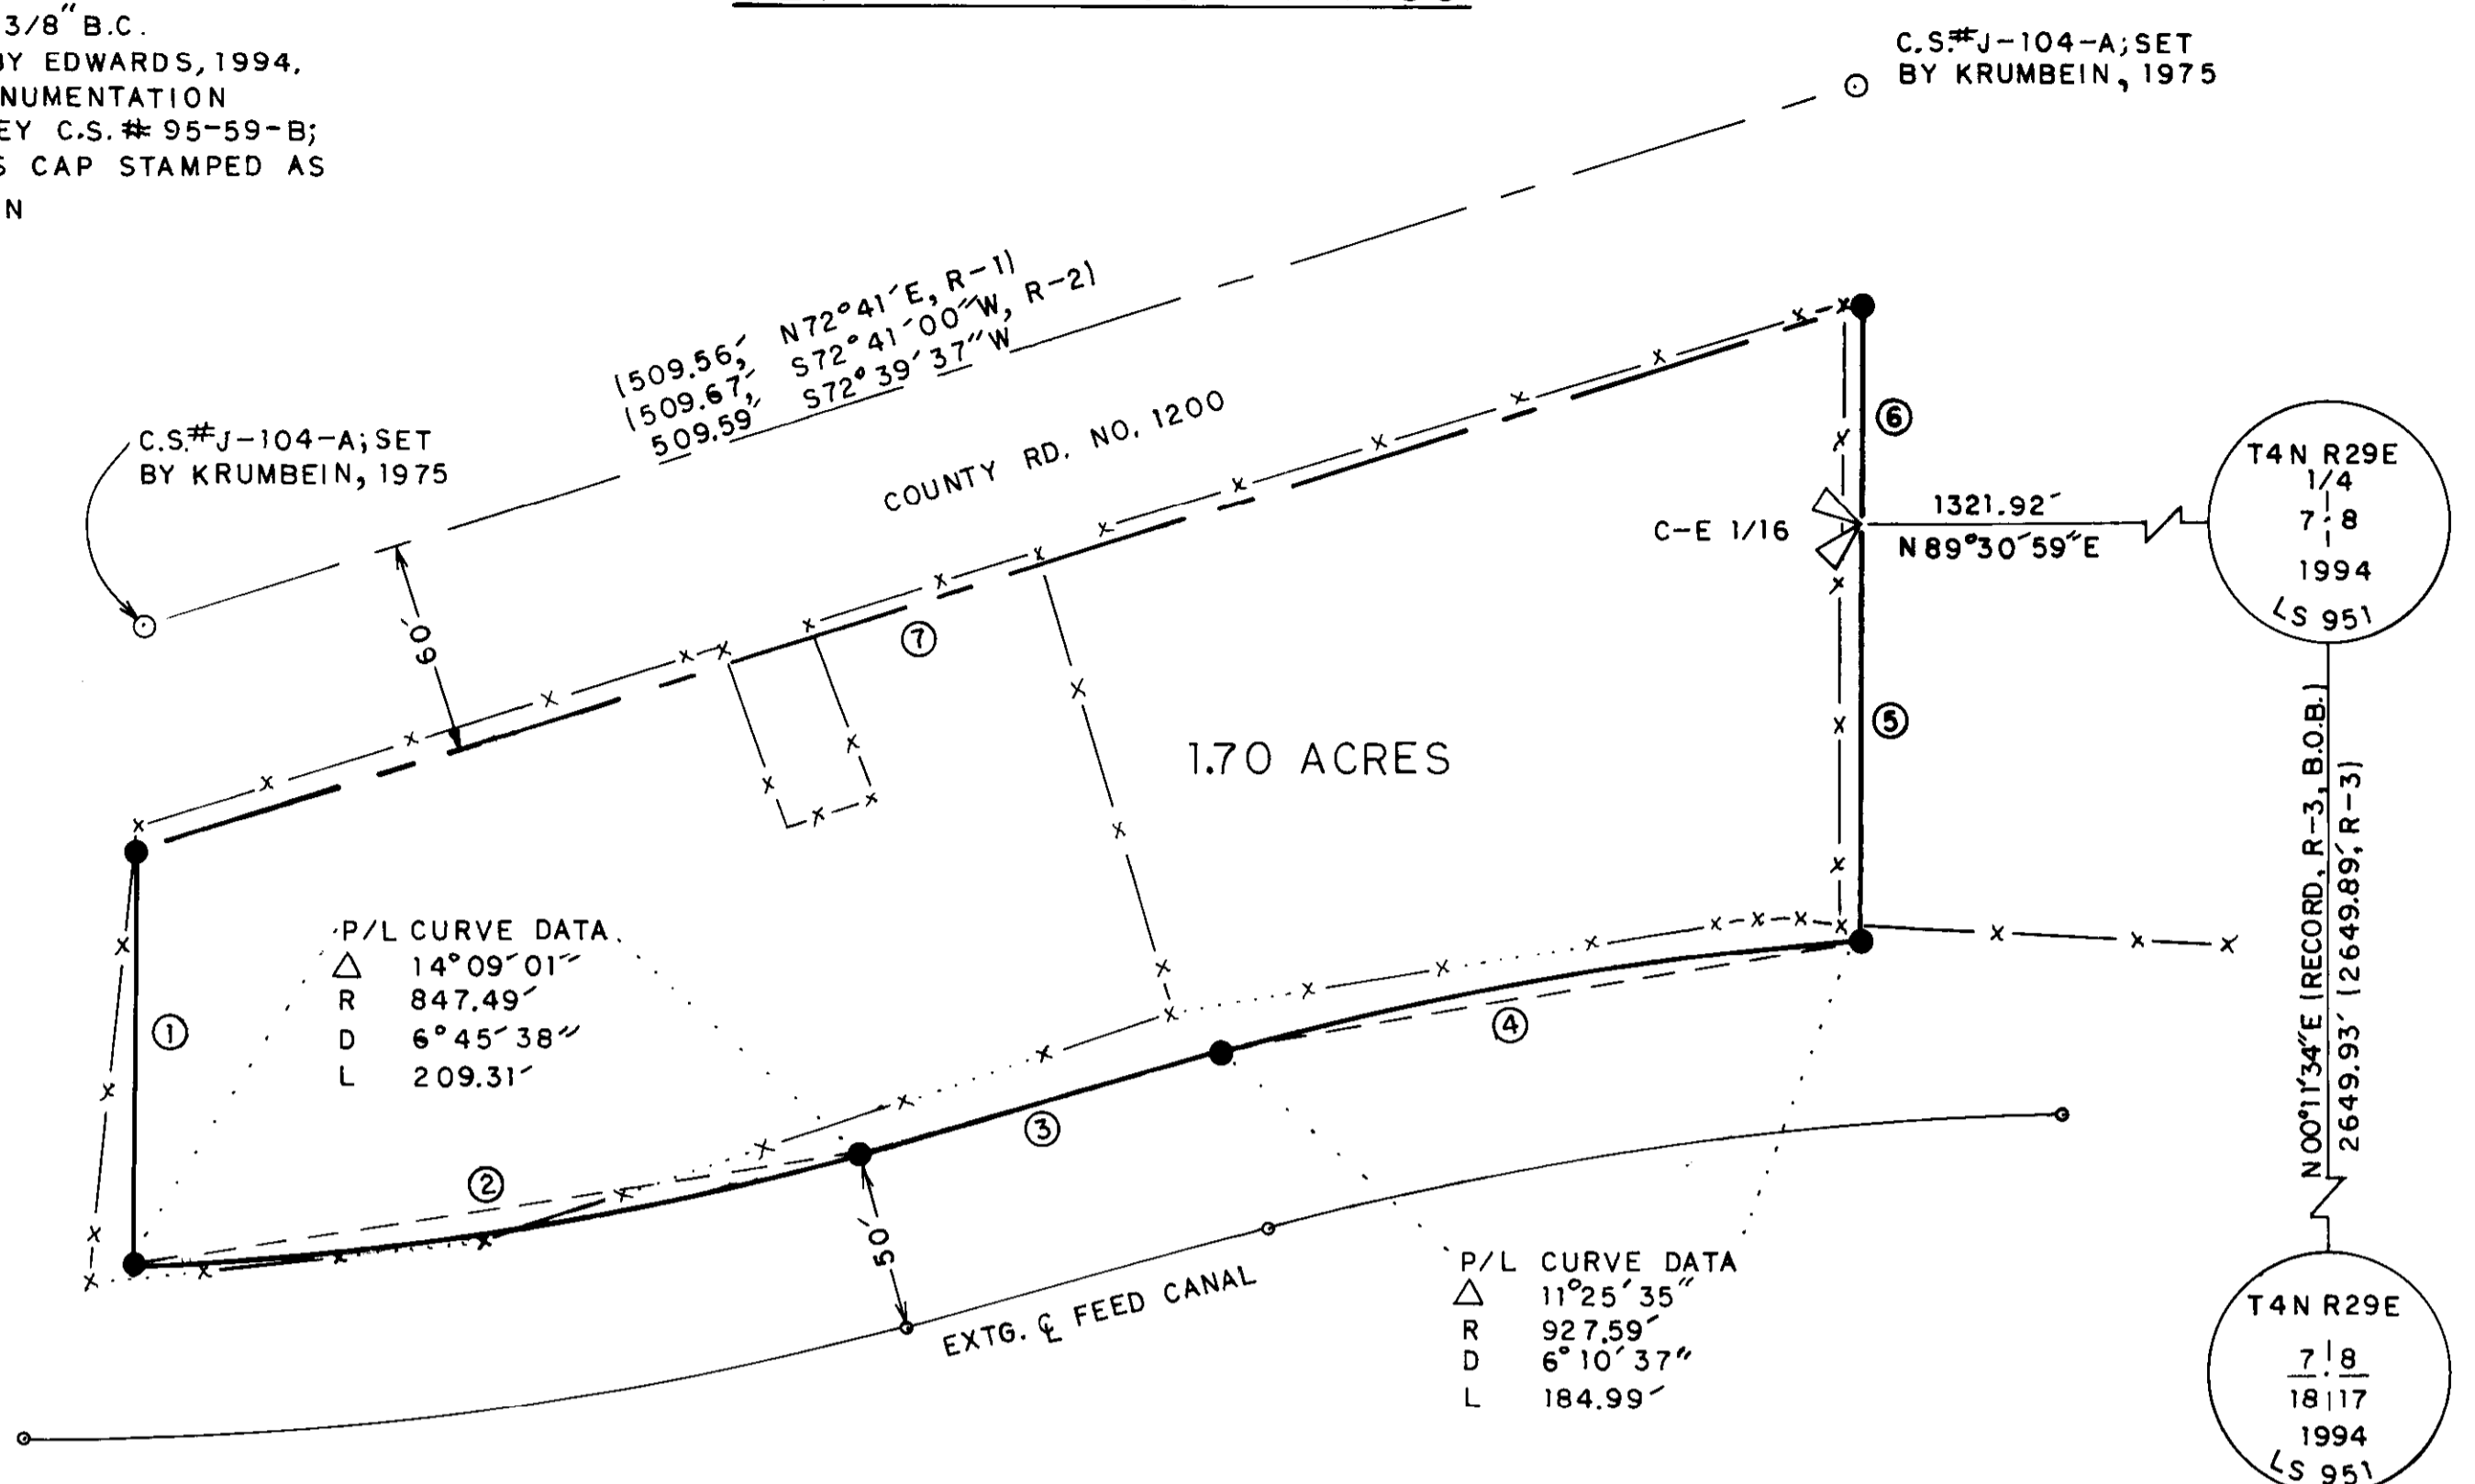 3/8" B.C.
BY EDWARDS, 1994,
NUMENTATION
EY C.S.# 95-59-B;
S CAP STAMPED AS
N
C.S.#J-104-A; SET
BY KRUMBEIN, 1975
(509.56', N72°41'E, R-1)
(509.67', S72°41'00"W, R-2)
509.59' S72°39'37"W
COUNTY RD. NO. 1200
C.S.#J-104-A; SET
BY KRUMBEIN, 1975
60'
⑦
⑥
C-E 1/16
1321.92'
N89°30'59"E
T4N R29E
1/4
7 8
1994
LS 951
⑤
1.70 ACRES
N00°11'34"E (RECORD, R-3, B.O.B.)
2649.93' (2649.89', R-3)
P/L CURVE DATA
△ 14°09'01"
R 847.49'
D 6°45'38"
L 209.31'
①
②
③
④
50'
EXTG. ℄ FEED CANAL
P/L CURVE DATA
△ 11°25'35"
R 927.59'
D 6°10'37"
L 184.99'
T4N R29E
7 | 8
18 | 17
1994
LS 951